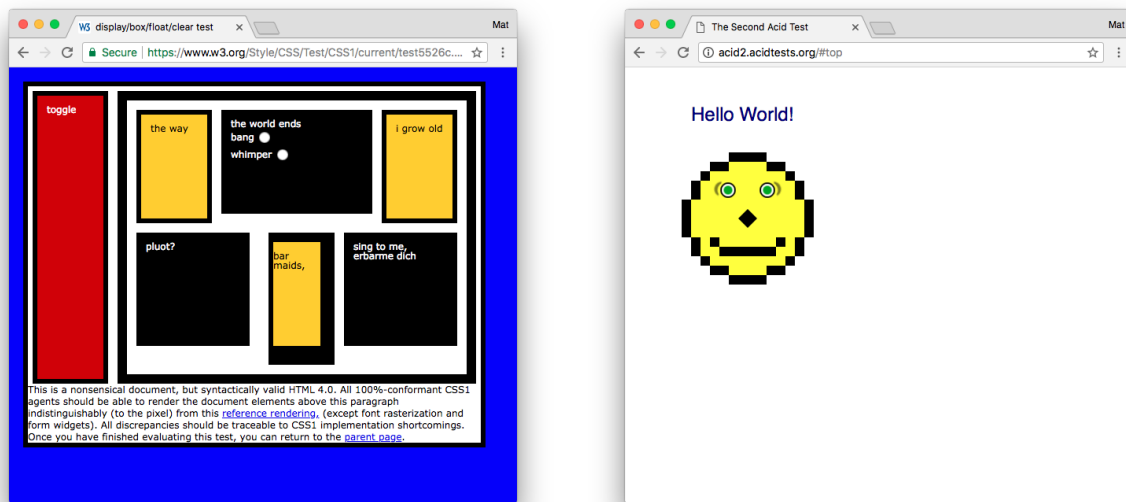 display/box/float/clear test
Mat
Secure
https://www.w3.org/Style/CSS/Test/CSS1/current/test5526c....
toggle
the way
the world ends
bang
whimper
i grow old
pluot?
bar
maids,
sing to me,
erbarme dich
This is a nonsensical document, but syntactically valid HTML 4.0. All 100%-conformant CSS1
agents should be able to render the document elements above this paragraph
indistinguishably (to the pixel) from this reference rendering, (except font rasterization and
form widgets). All discrepancies should be traceable to CSS1 implementation shortcomings.
Once you have finished evaluating this test, you can return to the parent page.
The Second Acid Test
Mat
acid2.acidtests.org/#top
Hello World!